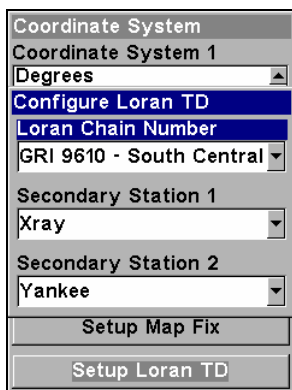 Coordinate System
Coordinate System 1
Degrees
Configure Loran TD
Loran Chain Number
GRI 9610 - South Central
Secondary Station 1
Xray
Secondary Station 2
Yankee
Setup Map Fix
Setup Loran TD